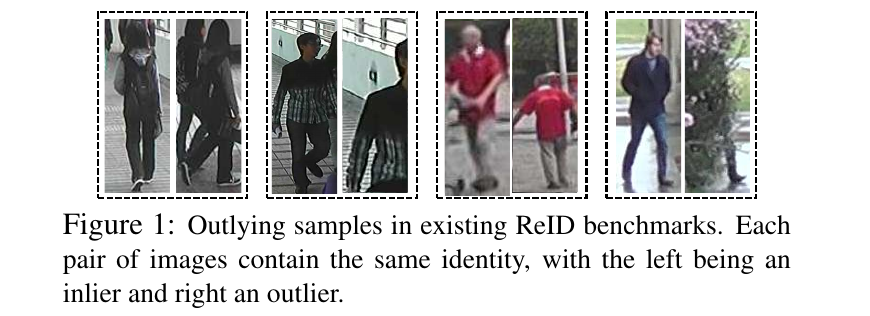 Figure 1: Outlying samples in existing ReID benchmarks. Each
pair of images contain the same identity, with the left being an
inlier and right an outlier.